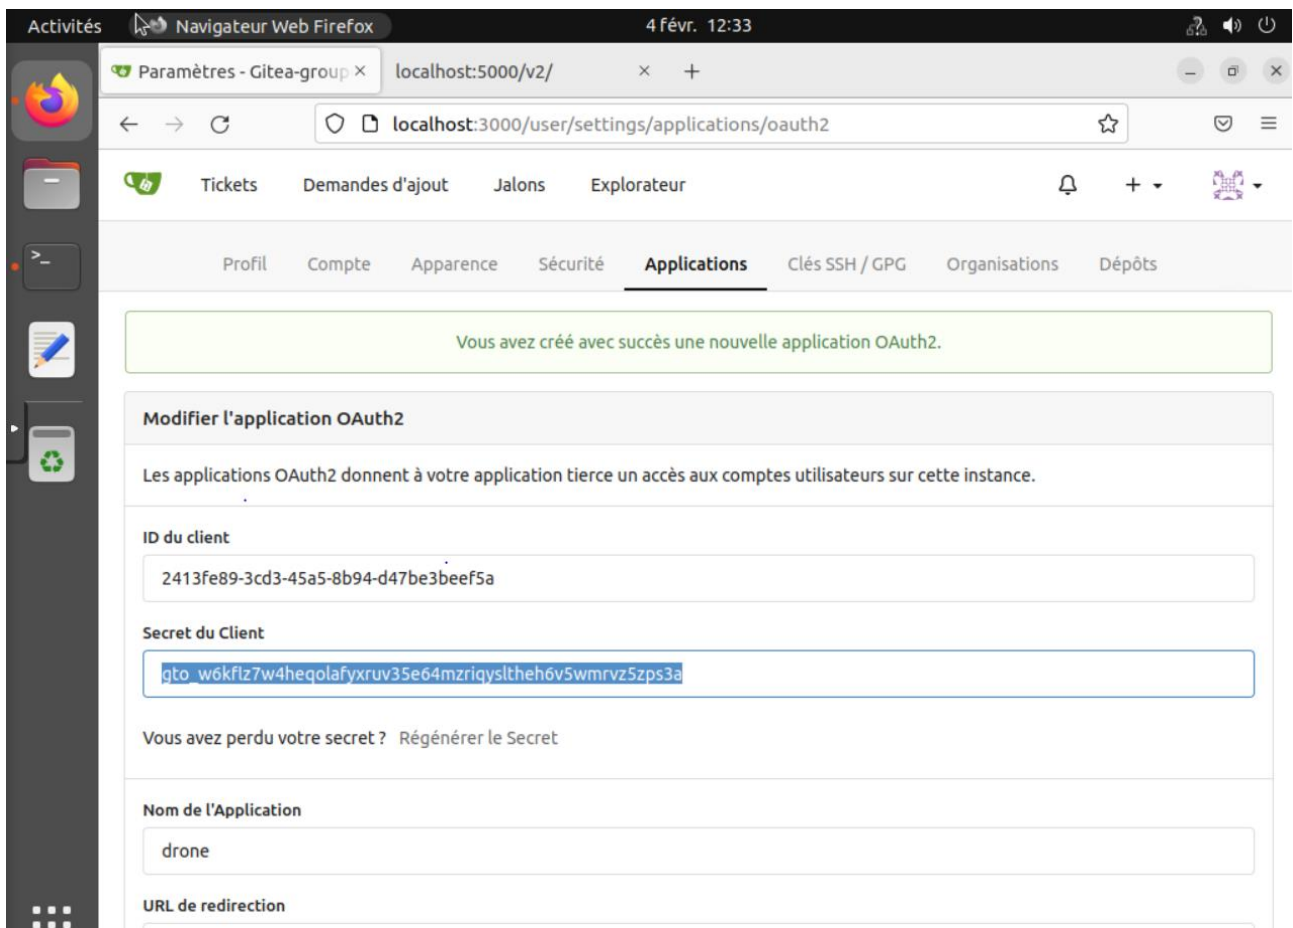 Activités Navigateur Web Firefox 4 févr. 12:33
Paramètres - Gitea-group localhost:5000/v2/
localhost:3000/user/settings/applications/oauth2
Tickets Demandes d'ajout Jalons Explorateur
Profil Compte Apparence Sécurité Applications Clés SSH / GPG Organisations Dépôts
Vous avez créé avec succès une nouvelle application OAuth2.
Modifier l'application OAuth2
Les applications OAuth2 donnent à votre application tierce un accès aux comptes utilisateurs sur cette instance.
ID du client
2413fe89-3cd3-45a5-8b94-d47be3beef5a
Secret du Client
gto_w6kflz7w4heqolafyxruv35e64mzriqysltheh6v5wmrvz5zps3a
Vous avez perdu votre secret ? Régénérer le Secret
Nom de l'Application
drone
URL de redirection